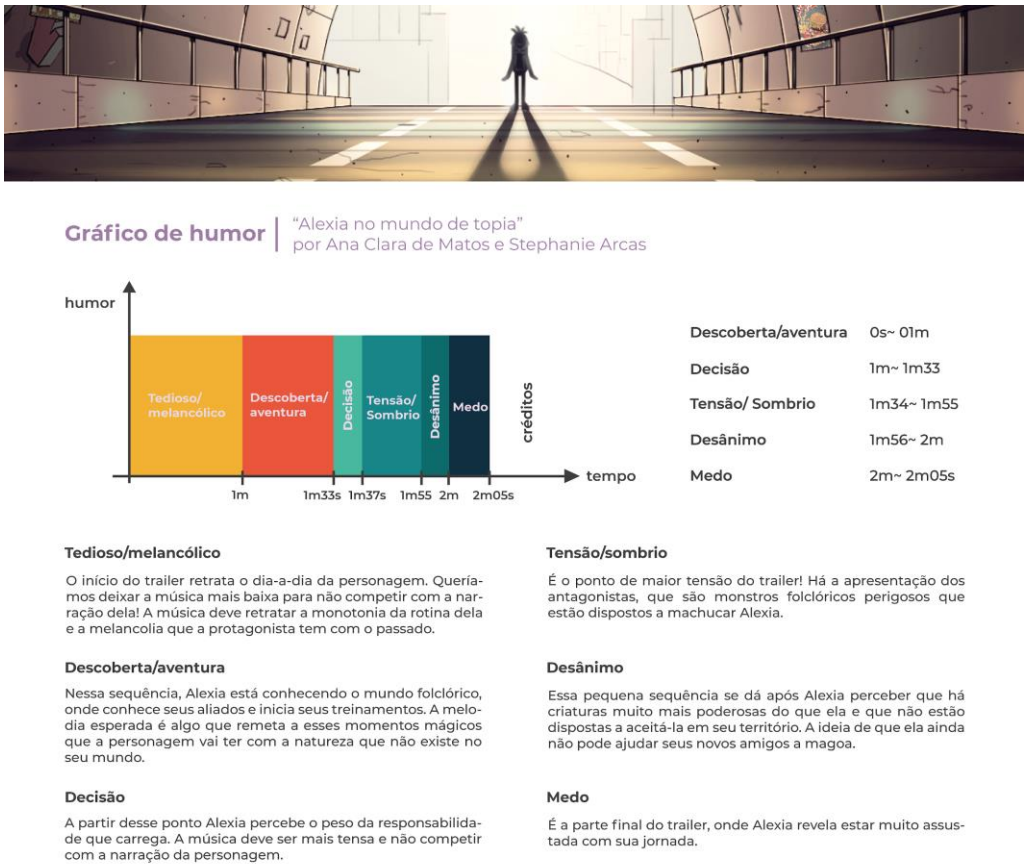 Gráfico de humor
“Alexia no mundo de topia”
por Ana Clara de Matos e Stephanie Arcas
humor
Tedioso/
melancólico
Descoberta/
aventura
Decisão
Tensão/
Sombrio
Desânimo
Medo
créditos
tempo
1m
1m33s
1m37s
1m55
2m
2m05s
Descoberta/aventura 0s~ 01m
Decisão 1m~ 1m33
Tensão/ Sombrio 1m34~ 1m55
Desânimo 1m56~ 2m
Medo 2m~ 2m05s
Tedioso/melancólico
O início do trailer retrata o dia-a-dia da personagem. Quería-
mos deixar a música mais baixa para não competir com a nar-
ração dela! A música deve retratar a monotonia da rotina dela
e a melancolia que a protagonista tem com o passado.
Descoberta/aventura
Nessa sequência, Alexia está conhecendo o mundo folclórico,
onde conhece seus aliados e inicia seus treinamentos. A melo-
dia esperada é algo que remeta a esses momentos mágicos
que a personagem vai ter com a natureza que não existe no
seu mundo.
Decisão
A partir desse ponto Alexia percebe o peso da responsabilida-
de que carrega. A música deve ser mais tensa e não competir
com a narração da personagem.
Tensão/sombrio
É o ponto de maior tensão do trailer! Há a apresentação dos
antagonistas, que são monstros folclóricos perigosos que
estão dispostos a machucar Alexia.
Desânimo
Essa pequena sequência se dá após Alexia perceber que há
criaturas muito mais poderosas do que ela e que não estão
dispostas a aceitá-la em seu território. A ideia de que ela ainda
não pode ajudar seus novos amigos a magoa.
Medo
É a parte final do trailer, onde Alexia revela estar muito assus-
tada com sua jornada.